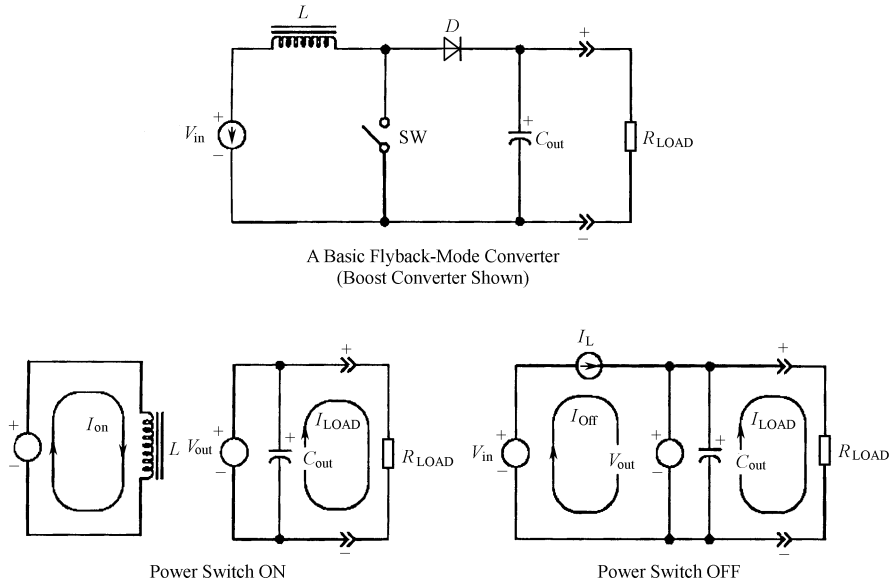 L
D
+
+
V_in
−
SW
+
C_out
R_LOAD
−
A Basic Flyback-Mode Converter
(Boost Converter Shown)
+
−
I_on
L
V_out
+
−
+
C_out
I_LOAD
+
R_LOAD
−
Power Switch ON
I_L
+
V_in
+
−
I_Off
V_out
+
−
+
C_out
I_LOAD
R_LOAD
−
Power Switch OFF